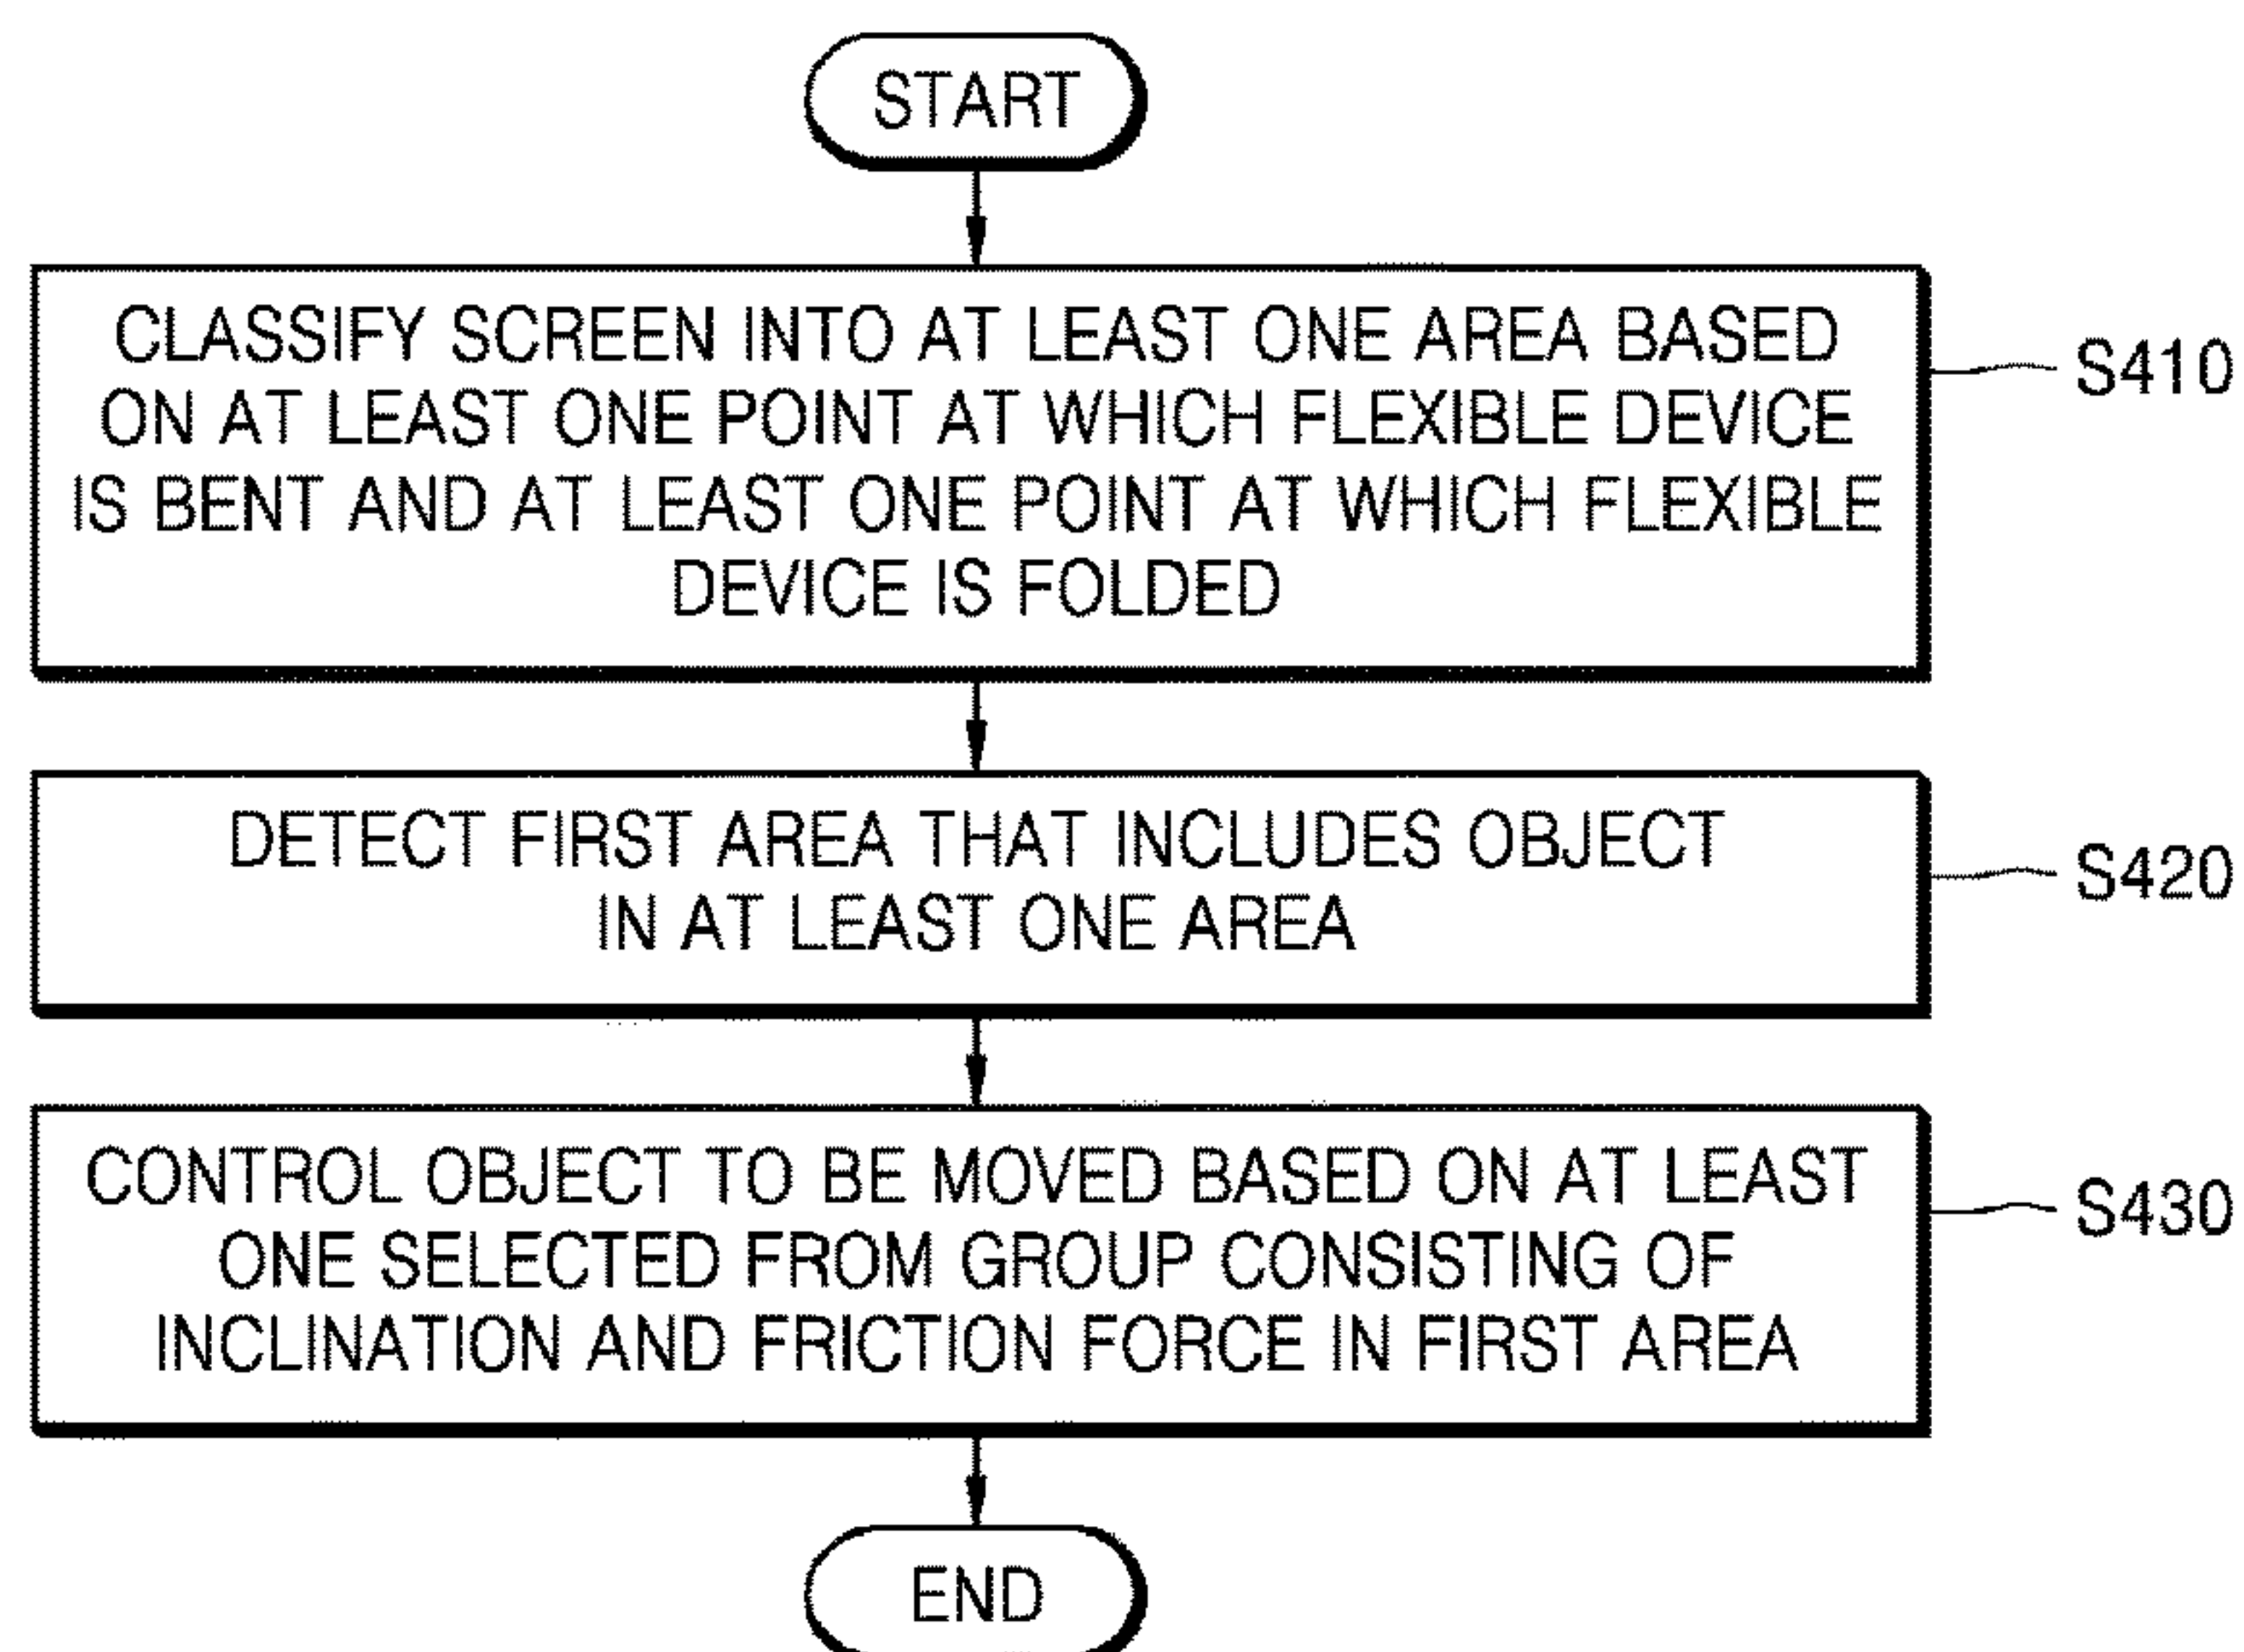 START
CLASSIFY SCREEN INTO AT LEAST ONE AREA BASED
ON AT LEAST ONE POINT AT WHICH FLEXIBLE DEVICE
IS BENT AND AT LEAST ONE POINT AT WHICH FLEXIBLE
DEVICE IS FOLDED
S410
DETECT FIRST AREA THAT INCLUDES OBJECT
IN AT LEAST ONE AREA
S420
CONTROL OBJECT TO BE MOVED BASED ON AT LEAST
ONE SELECTED FROM GROUP CONSISTING OF
INCLINATION AND FRICTION FORCE IN FIRST AREA
S430
END